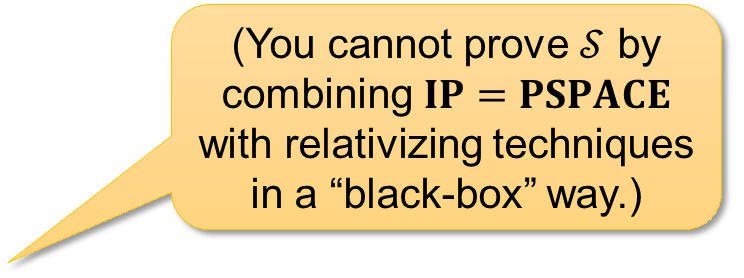 (You cannot prove 𝒮 by
combining 𝐈𝐏 = 𝐏𝐒𝐏𝐀𝐂𝐄
with relativizing techniques
in a “black-box” way.)